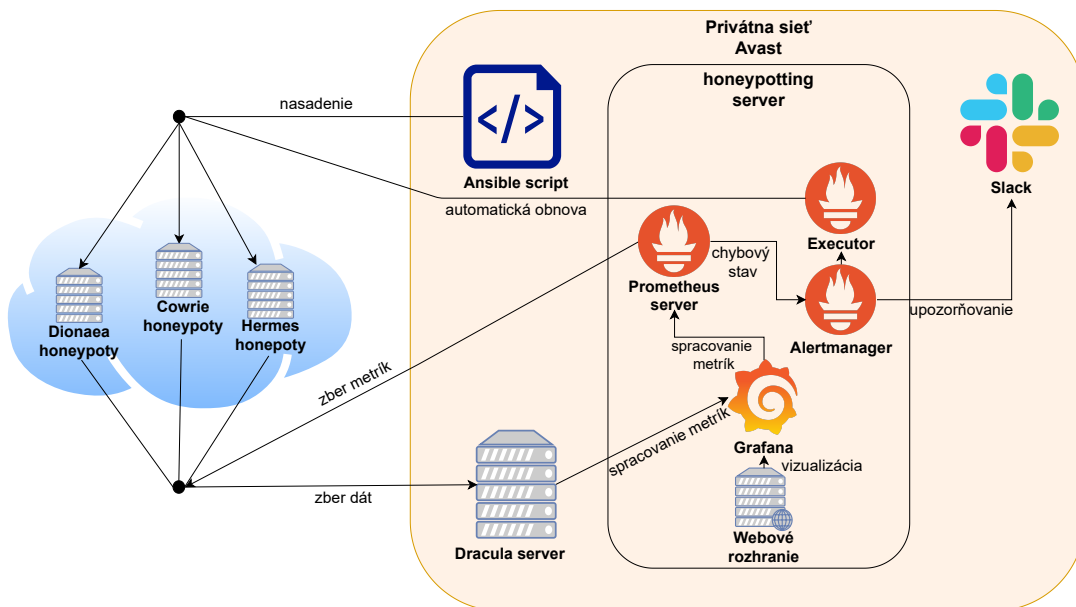 Privátna sieť
Avast
honeypotting
server
nasadenie
</>
Ansible script
Slack
automatická obnova
Executor
chybový
stav
Prometheus
server
Cowrie
honeypoty
Dionaea
honeypoty
Hermes
honepoty
Alertmanager
upozorňovanie
spracovanie
metrík
zber metrík
spracovanie metrík
Grafana
vizualizácia
zber dát
Dracula server
Webové
rozhranie